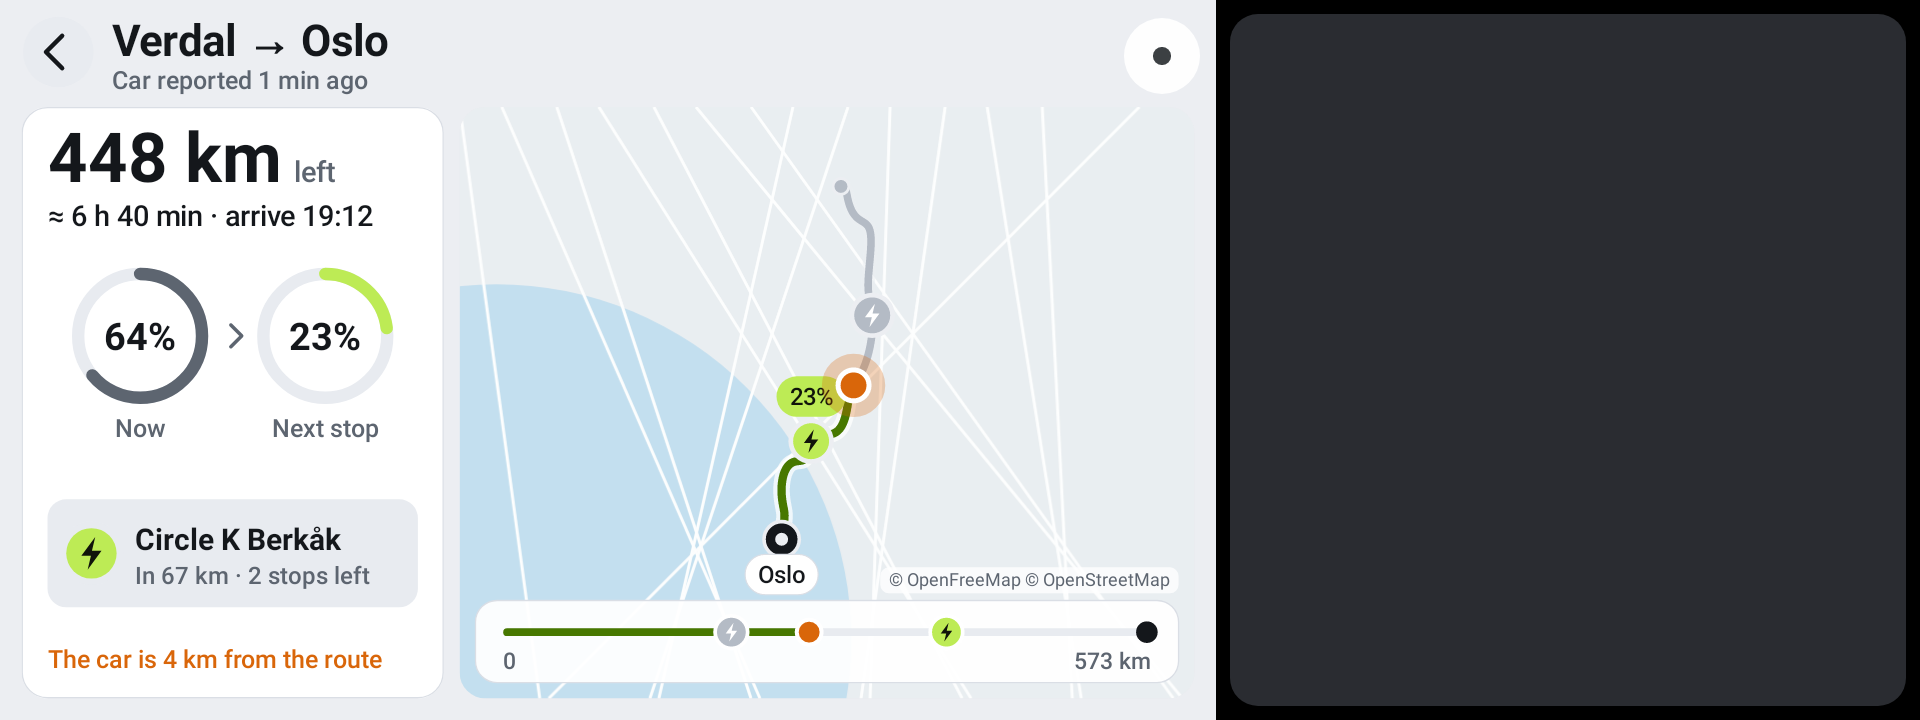 Verdal → Oslo
Car reported 1 min ago
448 km left
≈ 6 h 40 min · arrive 19:12
64%
23%
Now
Next stop
Circle K Berkåk
In 67 km · 2 stops left
The car is 4 km from the route
23%
Oslo
© OpenFreeMap © OpenStreetMap
0
573 km